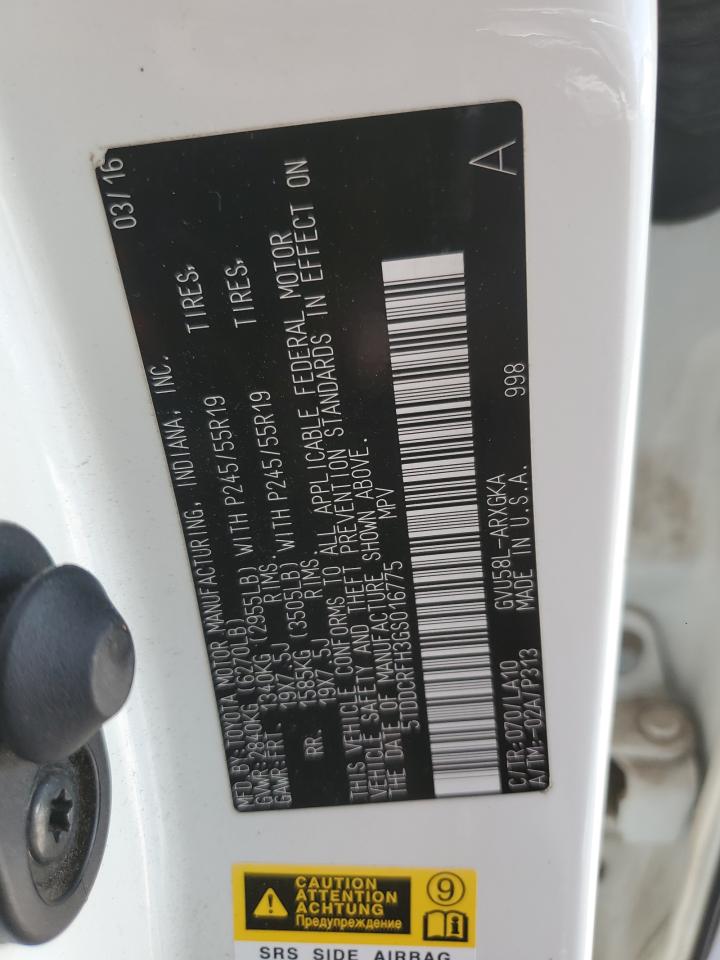 MFD BY:TOYOTA MOTOR MANUFACTURING, INDIANA, INC. 03/16
GVWR:2840KG (6270LB)
GAWR: FRT. 1340KG (2955LB) WITH P245/55R19 TIRES,
19X7.5J RIMS.
RR. 1585KG (3505LB) WITH P245/55R19 TIRES,
19X7.5J RIMS.
THIS VEHICLE CONFORMS TO ALL APPLICABLE FEDERAL MOTOR
VEHICLE SAFETY AND THEFT PREVENTION STANDARDS IN EFFECT ON
THE DATE OF MANUFACTURE SHOWN ABOVE.
5TDDCRFH3GS016775 MPV
C/TR:070/LA10 GVU58L-ARXGKA 998 A
A/TM:-02A/P313 MADE IN U.S.A.
CAUTION
ATTENTION
ACHTUNG
Предупреждение
9
SRS SIDE AIRBAG